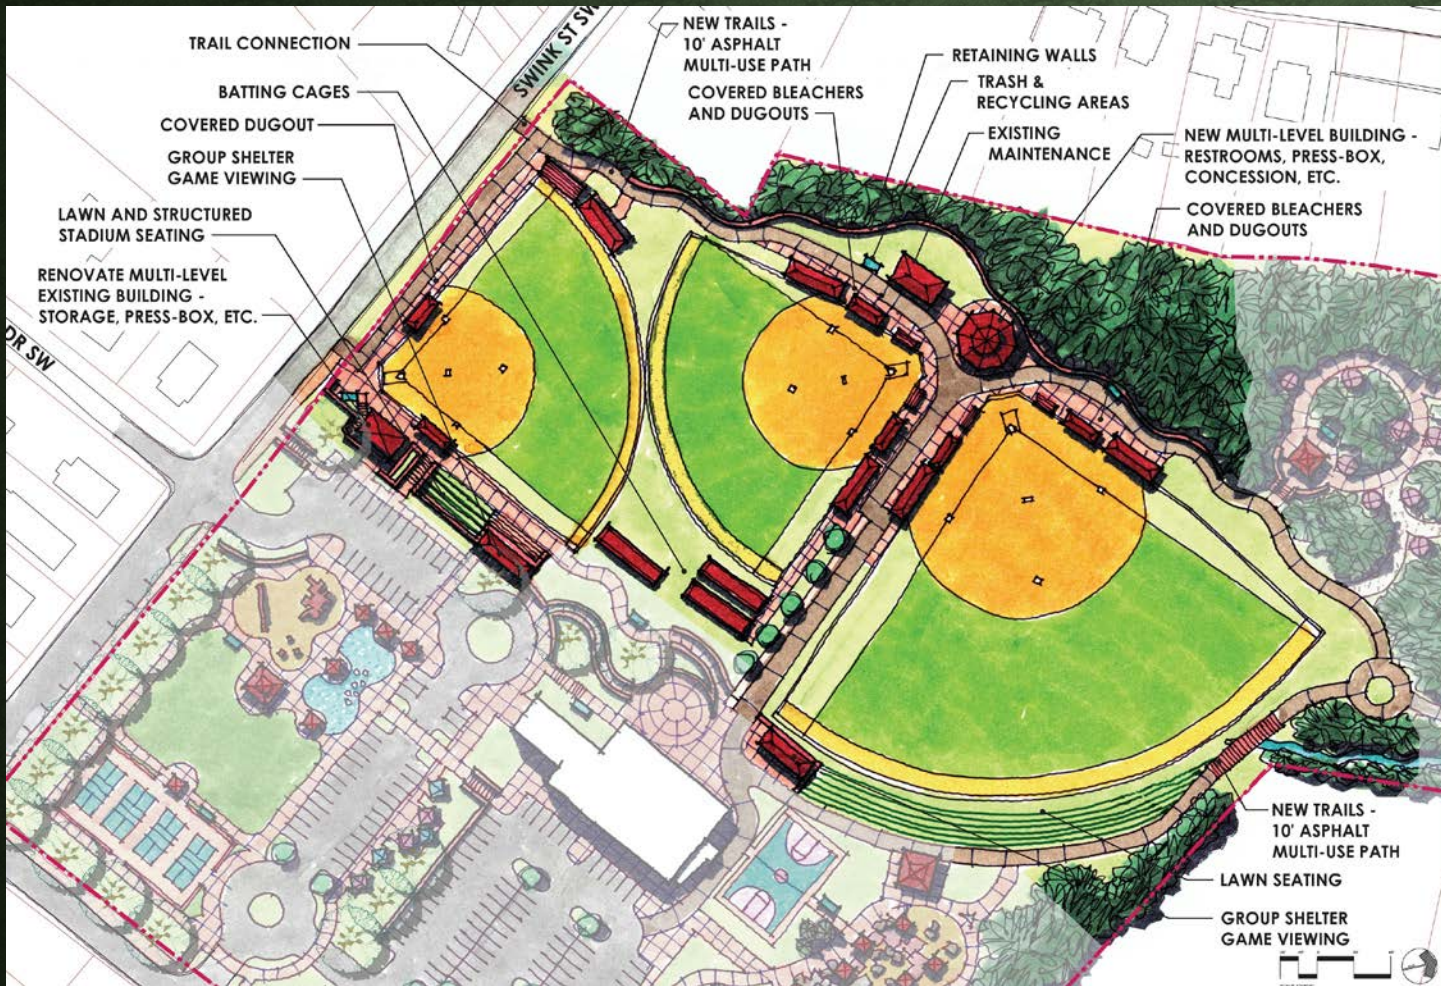 TRAIL CONNECTION
BATTING CAGES
COVERED DUGOUT
GROUP SHELTER
GAME VIEWING
LAWN AND STRUCTURED
STADIUM SEATING
RENOVATE MULTI-LEVEL
EXISTING BUILDING -
STORAGE, PRESS-BOX, ETC.
DR SW
SWINK ST SW
NEW TRAILS -
10' ASPHALT
MULTI-USE PATH
COVERED BLEACHERS
AND DUGOUTS
RETAINING WALLS
TRASH &
RECYCLING AREAS
EXISTING
MAINTENANCE
NEW MULTI-LEVEL BUILDING -
RESTROOMS, PRESS-BOX,
CONCESSION, ETC.
COVERED BLEACHERS
AND DUGOUTS
NEW TRAILS -
10' ASPHALT
MULTI-USE PATH
LAWN SEATING
GROUP SHELTER
GAME VIEWING